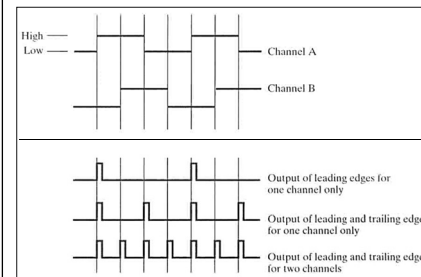 High
Low
Channel A
Channel B
Output of leading edges for
one channel only
Output of leading and trailing edge
for one channel only
Output of leading and trailing edge
for two channels